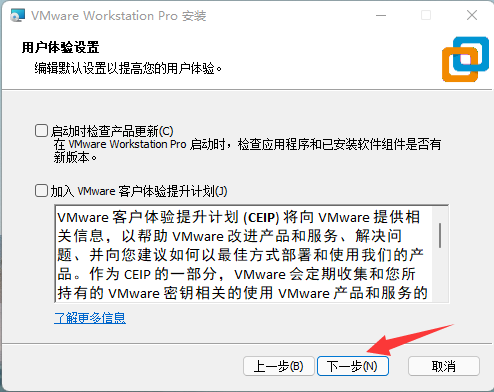 VMware Workstation Pro 安装
用户体验设置
编辑默认设置以提高您的用户体验。
启动时检查产品更新(C)
在 VMware Workstation Pro 启动时，检查应用程序和已安装软件组件是否有
新版本。
加入 VMware 客户体验提升计划(J)
VMware 客户体验提升计划 (CEIP) 将向 VMware 提供相
关信息，以帮助 VMware 改进产品和服务、解决问
题、并向您建议如何以最佳方式部署和使用我们的产
品。作为 CEIP 的一部分，VMware 会定期收集和您所
持有的 VMware 密钥相关的使用 VMware 产品和服务的
了解更多信息
上一步(B)
下一步(N)
取消